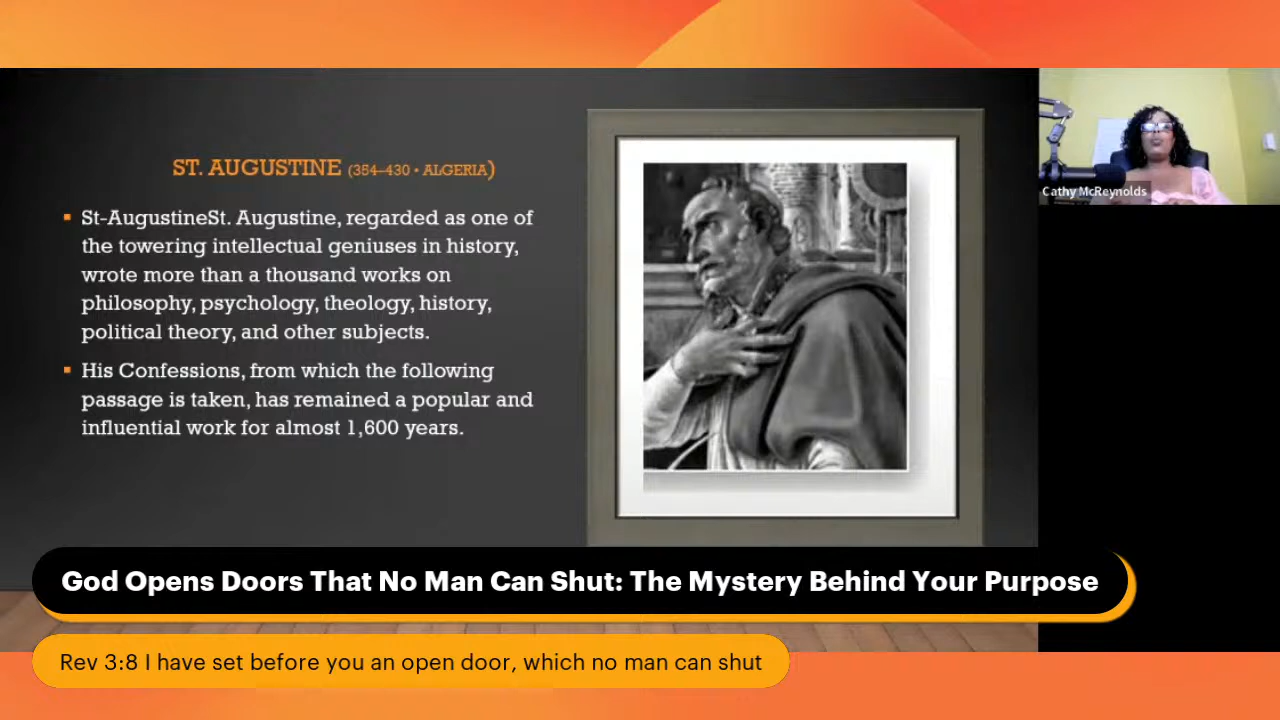 ST. AUGUSTINE (354–430 • ALGERIA)
St-AugustineSt. Augustine, regarded as one of
the towering intellectual geniuses in history,
wrote more than a thousand works on
philosophy, psychology, theology, history,
political theory, and other subjects.
His Confessions, from which the following
passage is taken, has remained a popular and
influential work for almost 1,600 years.
Cathy McReynolds
God Opens Doors That No Man Can Shut: The Mystery Behind Your Purpose
Rev 3:8 I have set before you an open door, which no man can shut